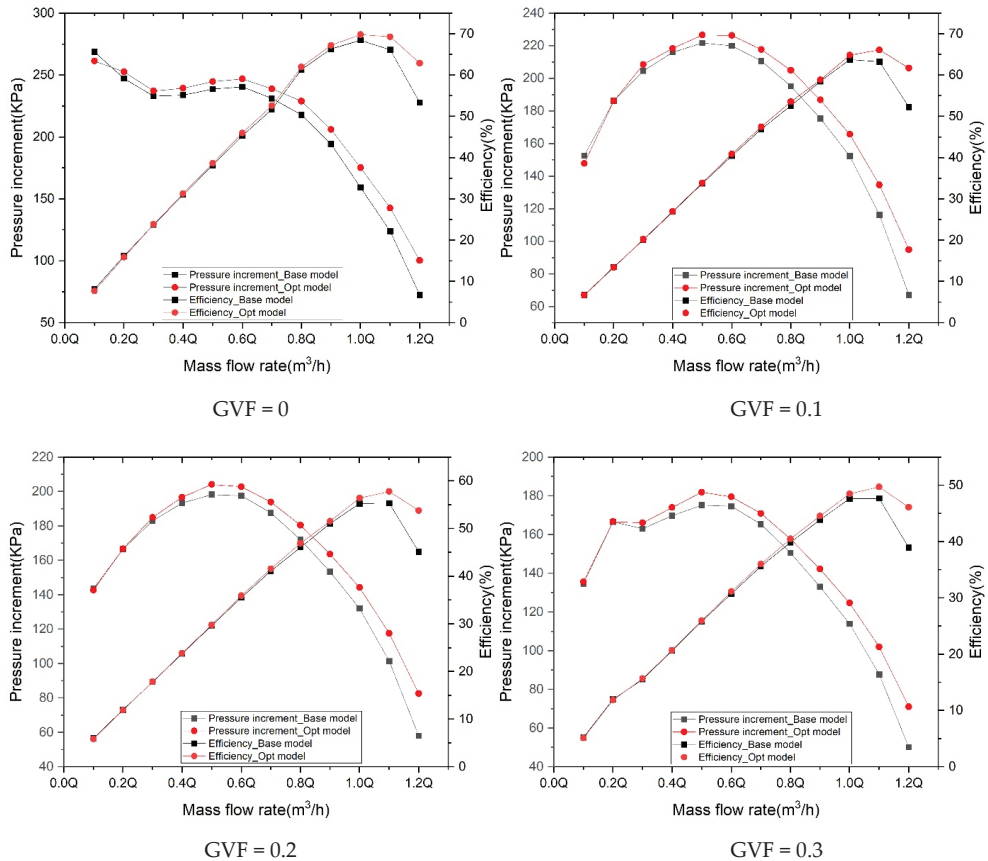 300
250
200
150
100
50
80
70
60
50
40
30
20
10
0
Pressure increment(KPa)
Efficiency(%)
Pressure increment_Base model
Pressure increment_Opt model
Efficiency_Base model
Efficiency_Opt model
0.0Q 0.2Q 0.4Q 0.6Q 0.8Q 1.0Q 1.2Q
Mass flow rate(m³/h)
GVF = 0
240
220
200
180
160
140
120
100
80
60
70
60
50
40
30
20
10
0
Pressure increment(KPa)
Efficiency(%)
Pressure increment_Base model
Pressure increment_Opt model
Efficiency_Base model
Efficiency_Opt model
0.0Q 0.2Q 0.4Q 0.6Q 0.8Q 1.0Q 1.2Q
Mass flow rate(m³/h)
GVF = 0.1
220
200
180
160
140
120
100
80
60
40
60
50
40
30
20
10
0
Pressure increment(KPa)
Efficiency(%)
Pressure increment_Base model
Pressure increment_Opt model
Efficiency_Base model
Efficiency_Opt model
0.0Q 0.2Q 0.4Q 0.6Q 0.8Q 1.0Q 1.2Q
Mass flow rate(m³/h)
GVF = 0.2
200
180
160
140
120
100
80
60
40
50
40
30
20
10
0
Pressure increment(KPa)
Efficiency(%)
Pressure increment_Base model
Pressure increment_Opt model
Efficiency_Base model
Efficiency_Opt model
0.0Q 0.2Q 0.4Q 0.6Q 0.8Q 1.0Q 1.2Q
Mass flow rate(m³/h)
GVF = 0.3